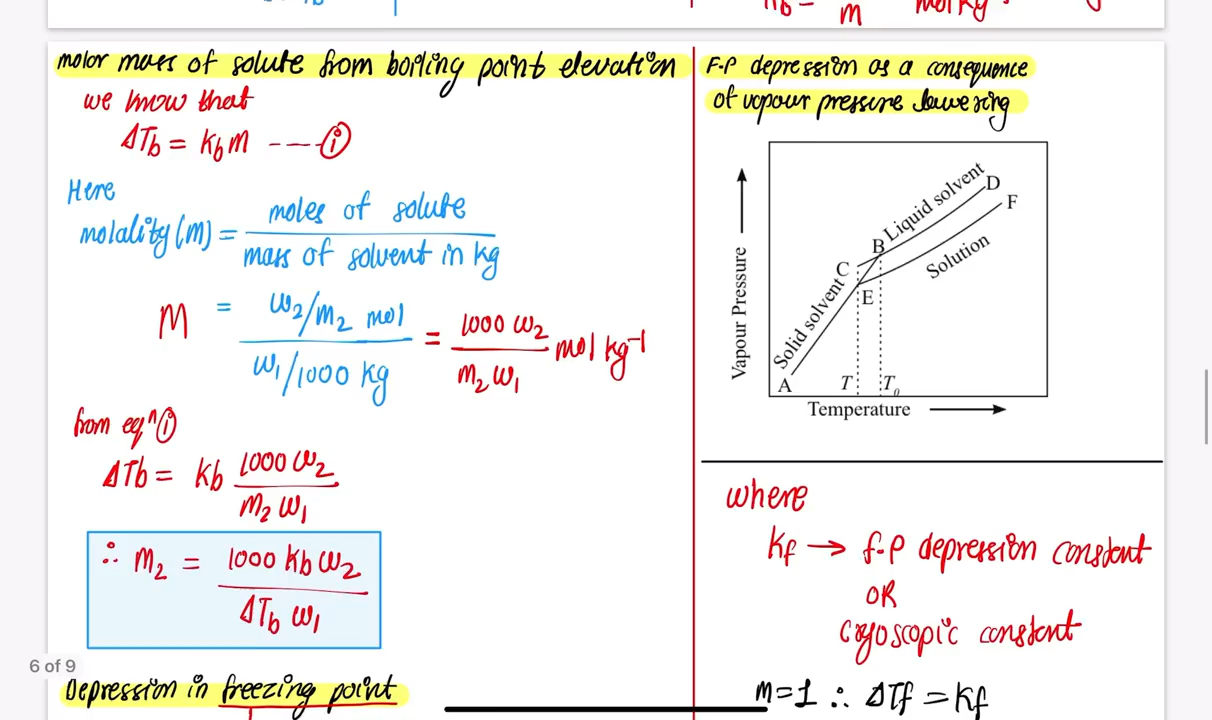 m
molar mass of solute from boiling point elevation
we know that
ΔTb = Kbm ----①
Here
molality(m) = moles of solute
mass of solvent in kg
m = w2/m2 mol = 1000 w2 mol kg⁻¹
w1/1000 kg m2 w1
from eqⁿ①
ΔTb = Kb 1000 w2
m2 w1
∴ m2 = 1000 Kb w2
ΔTb w1
6 of 9
Depression in freezing point
F.P depression as a consequence
of vapour pressure lowering
Vapour Pressure
Liquid solvent D
F
B
C
Solution
E
Solid solvent
A T T₀
Temperature
where
Kf → f.p depression constant
OR
cryoscopic constant
m=1 ∴ ΔTf = Kf